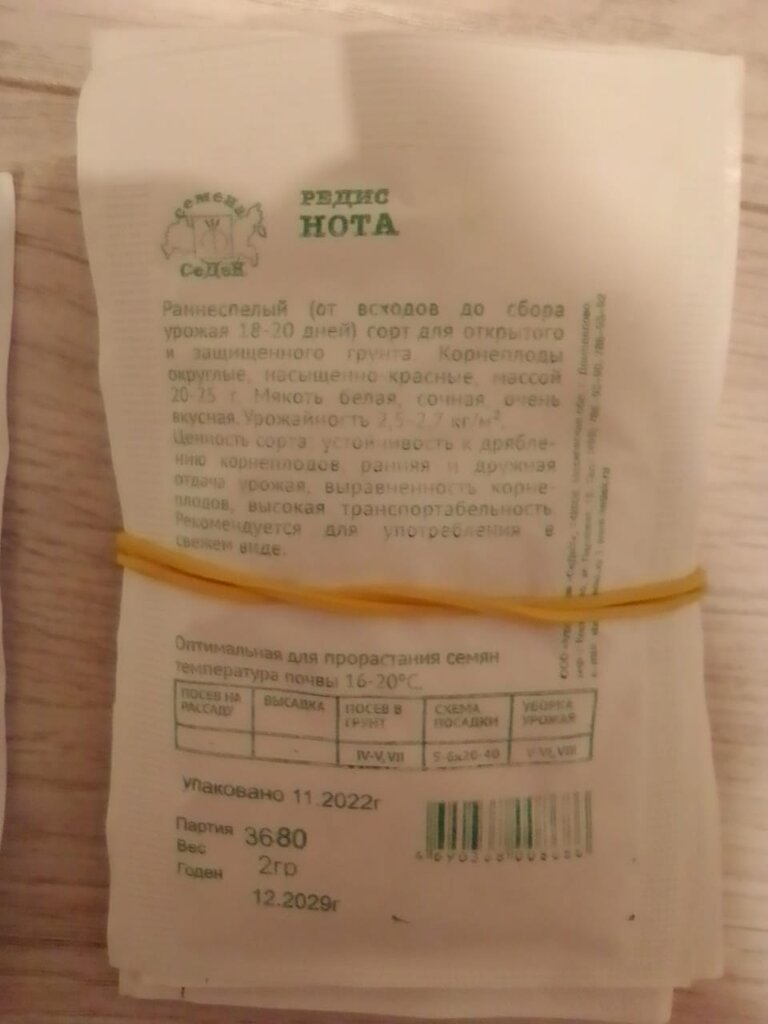 семена
СеДеК
РЕДИС
НОТА
Раннеспелый (от всходов до сбора
урожая 18-20 дней) сорт для открытого
и защищенного грунта. Корнеплоды
округлые, насыщенно-красные, массой
20-25 г. Мякоть белая, сочная, очень
вкусная. Урожайность 2,5-2,7 кг/м².
Ценность сорта: устойчивость к дрябле-
нию корнеплодов, ранняя и дружная
отдача урожая, выравненность корне-
плодов, высокая транспортабельность.
Рекомендуется для употребления в
свежем виде.
Оптимальная для прорастания семян
температура почвы 16-20°С.
ПОСЕВ НА РАССАДУ ВЫСАДКА ПОСЕВ В ГРУНТ СХЕМА ПОСАДКИ УБОРКА УРОЖАЯ
- - IV-V, VII 5-6x20-40 V-VI, VIII
Упаковано 11.2022г
Партия 3680
Вес 2гр
Годен 12.2029г